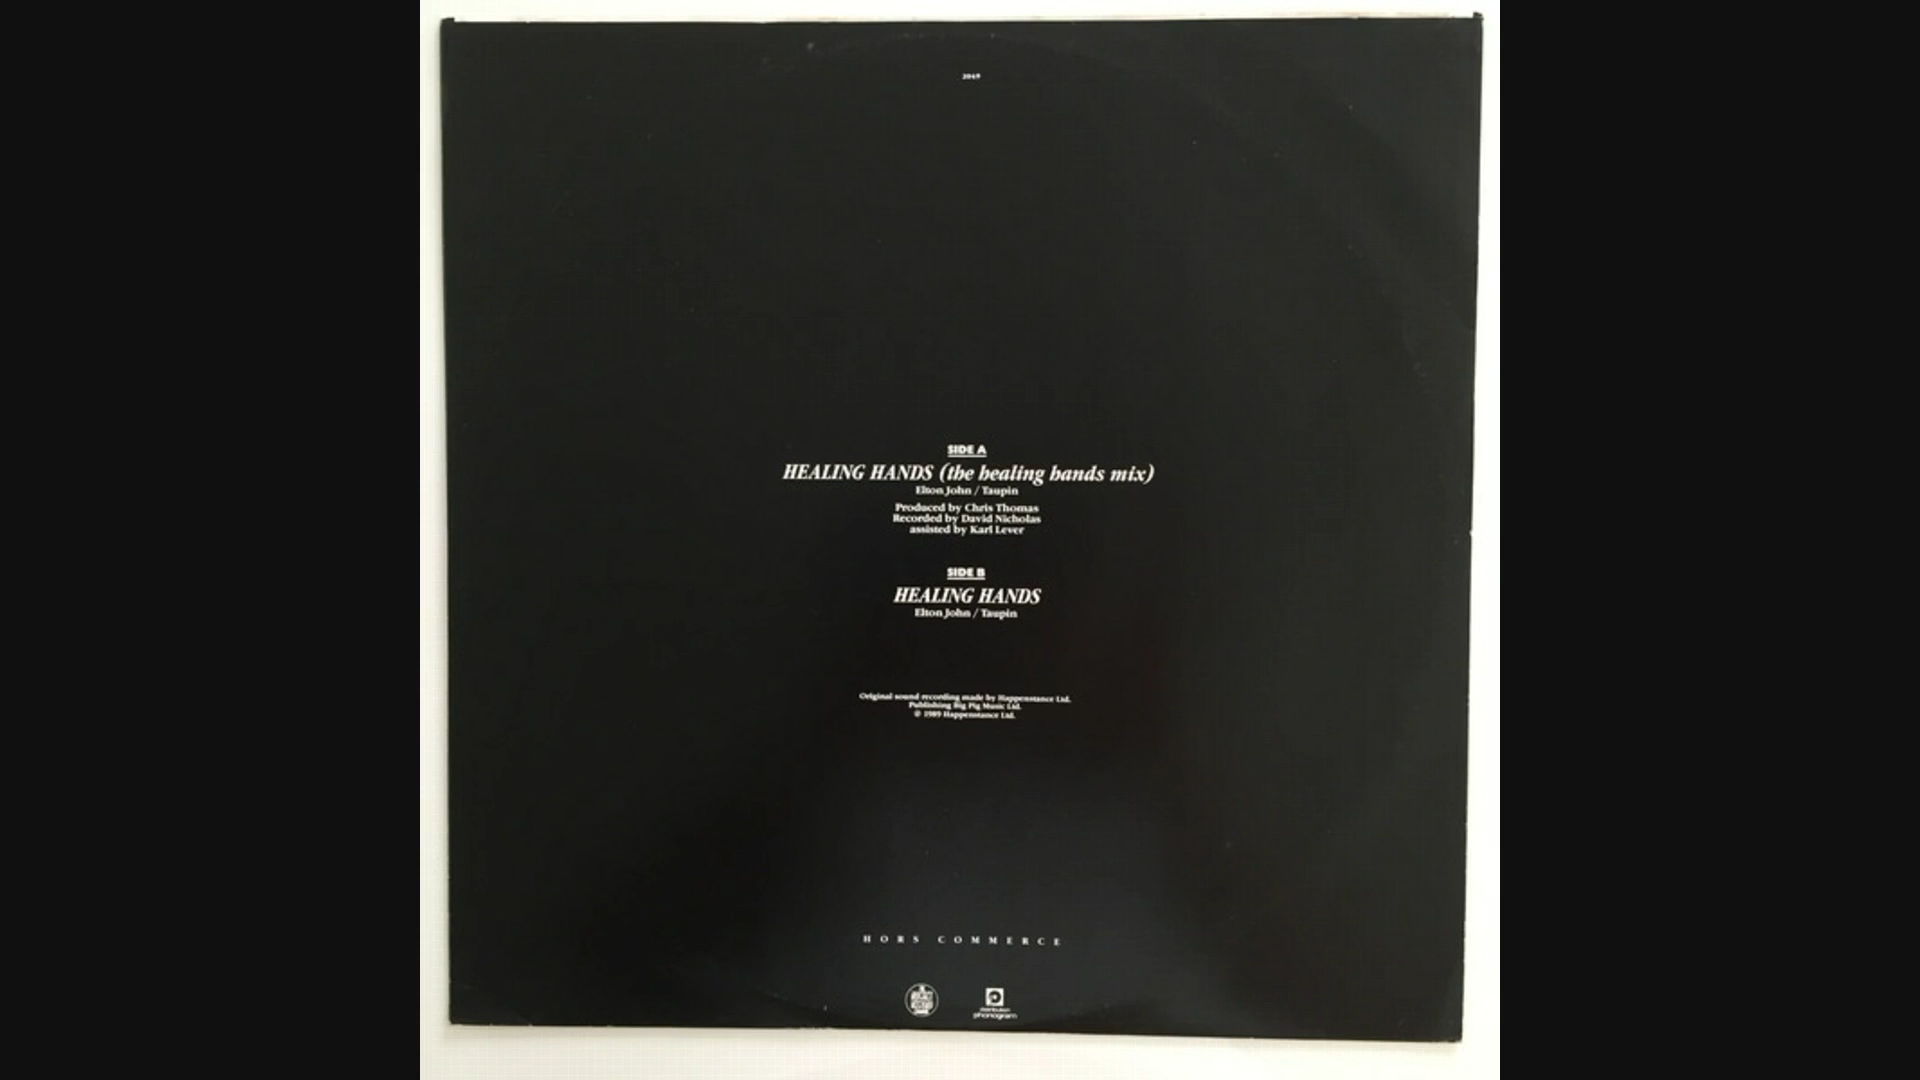 2049
SIDE A
HEALING HANDS (the healing hands mix)
Elton John / Taupin
Produced by Chris Thomas
Recorded by David Nicholas
assisted by Karl Lever
SIDE B
HEALING HANDS
Elton John / Taupin
Original sound recording made by Happenstance Ltd.
Publishing Big Pig Music Ltd.
℗ 1989 Happenstance Ltd.
HORS COMMERCE
distribution
phonogram